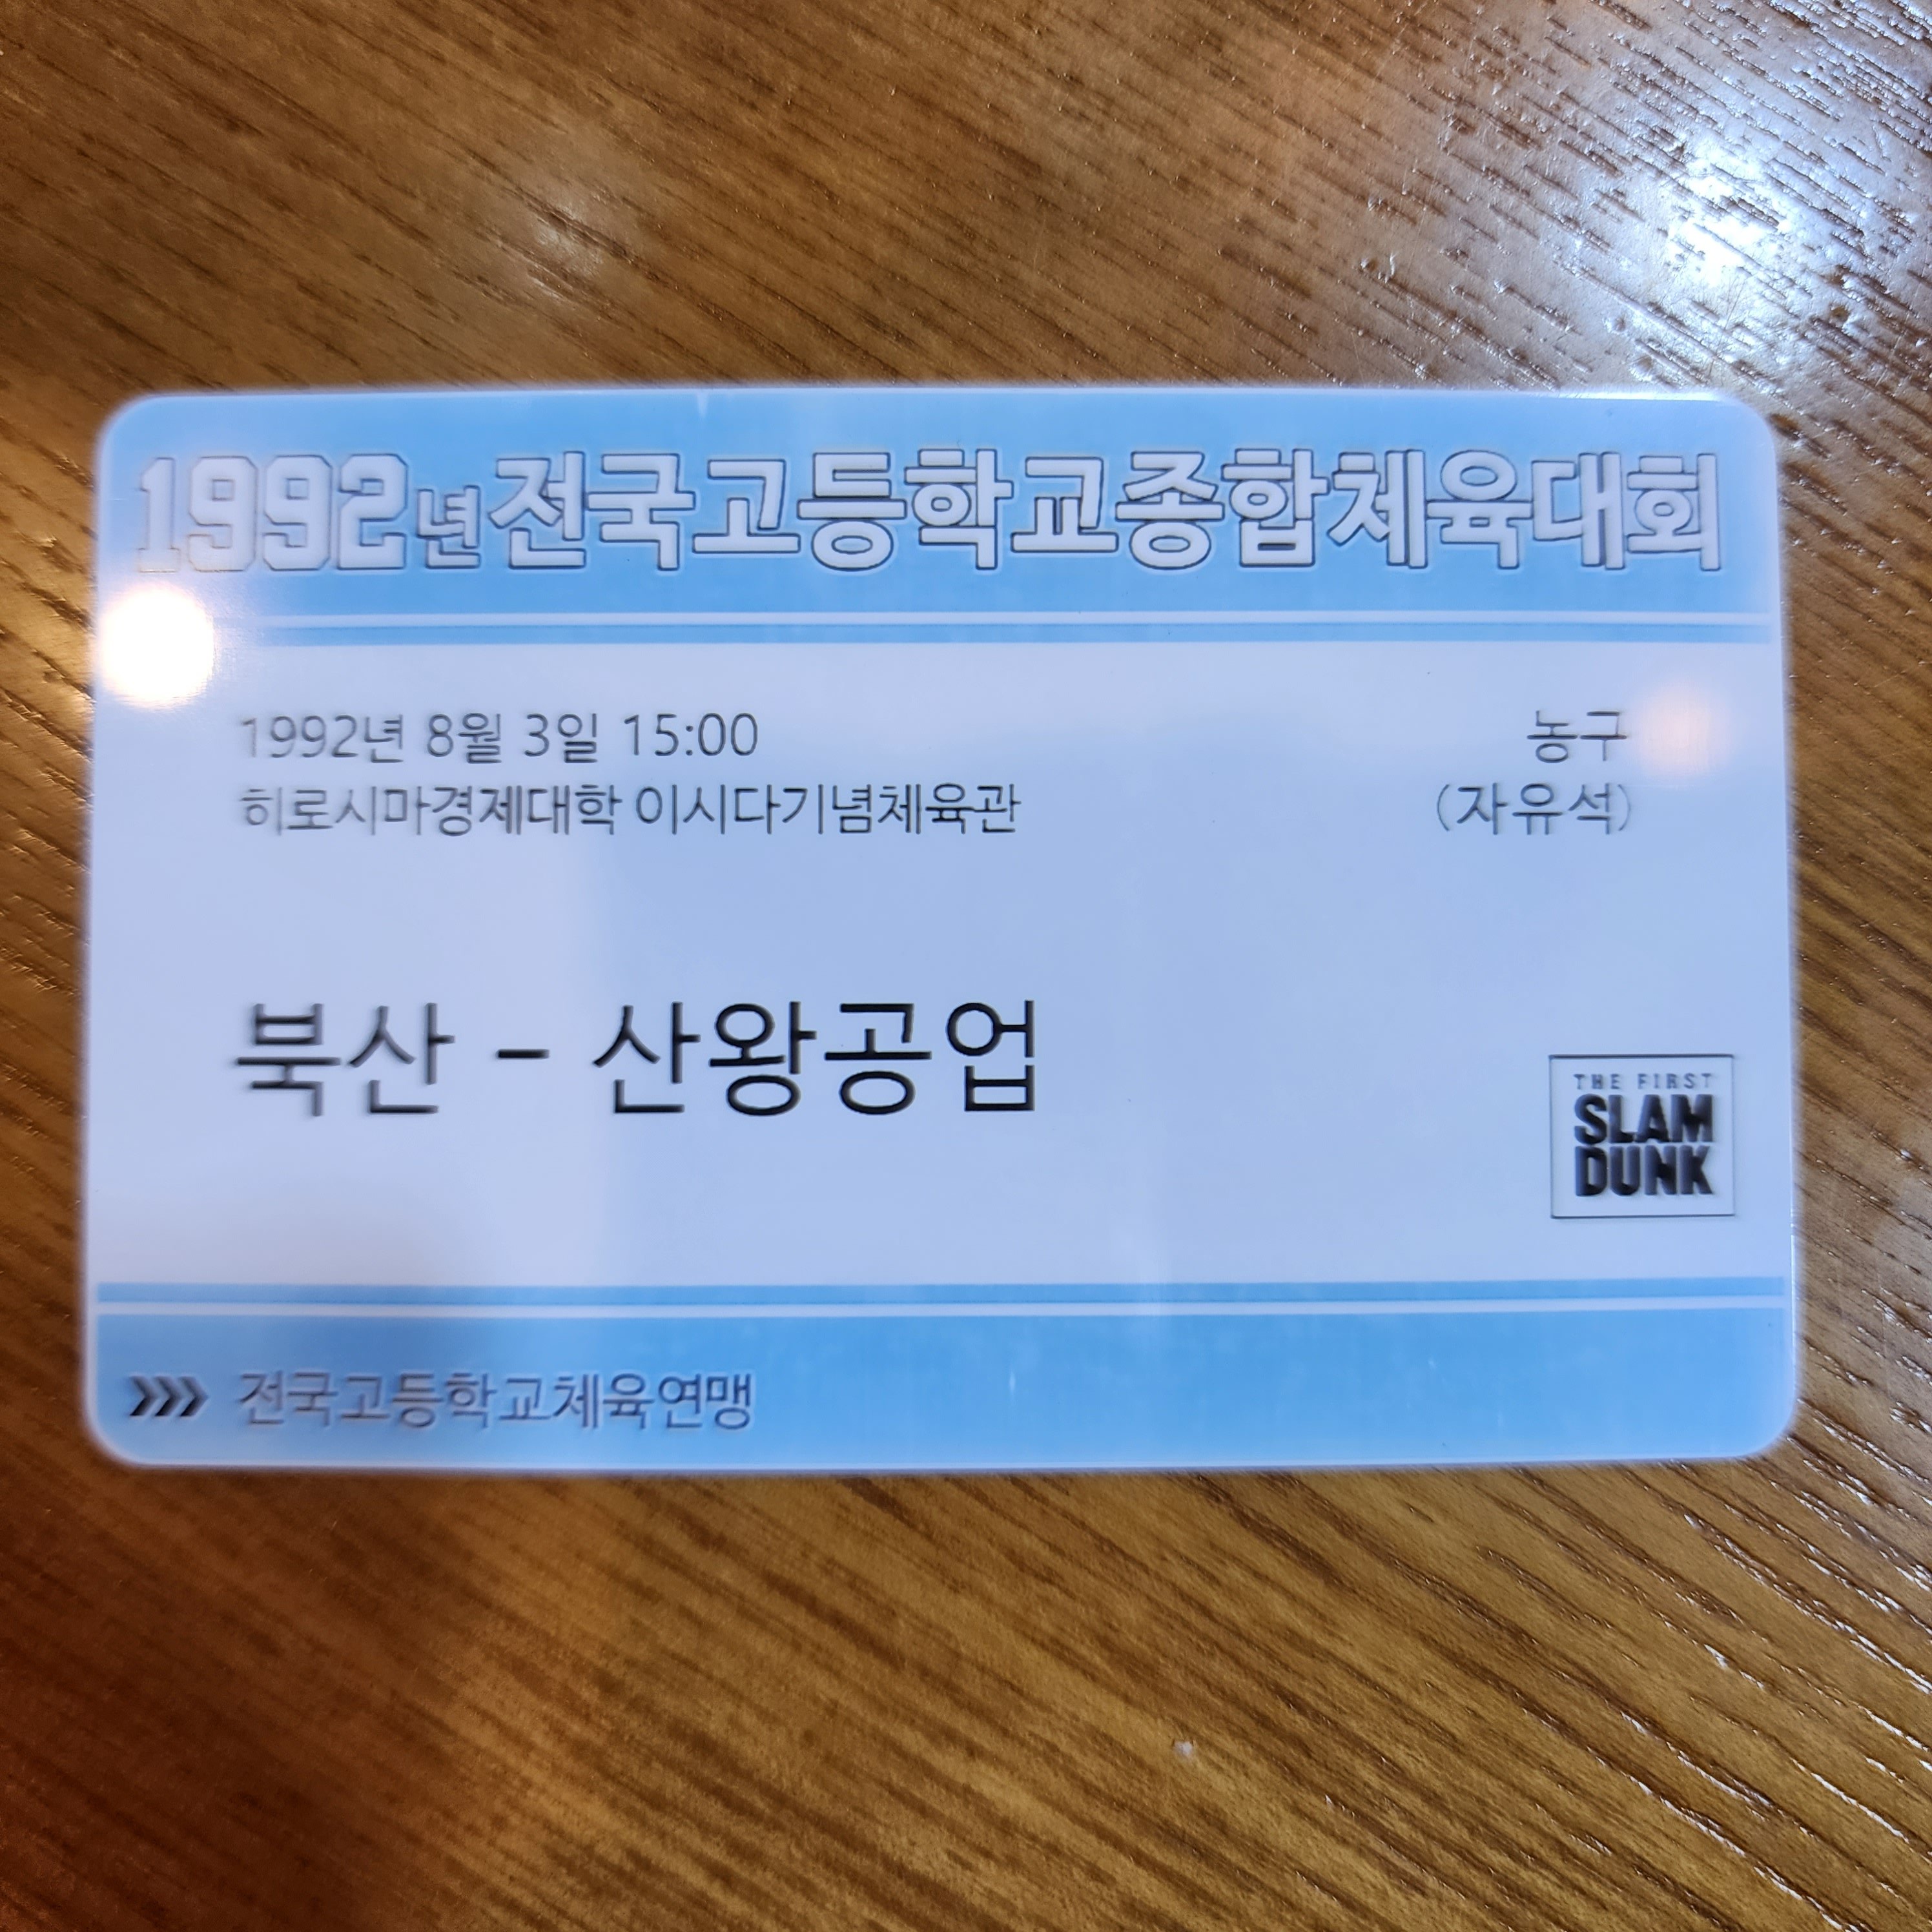 1992년 전국고등학교종합체육대회
1992년 8월 3일 15:00
농구
히로시마경제대학 이시다기념체육관
(자유석)
북산 - 산왕공업
THE FIRST
SLAM
DUNK
>>> 전국고등학교체육연맹